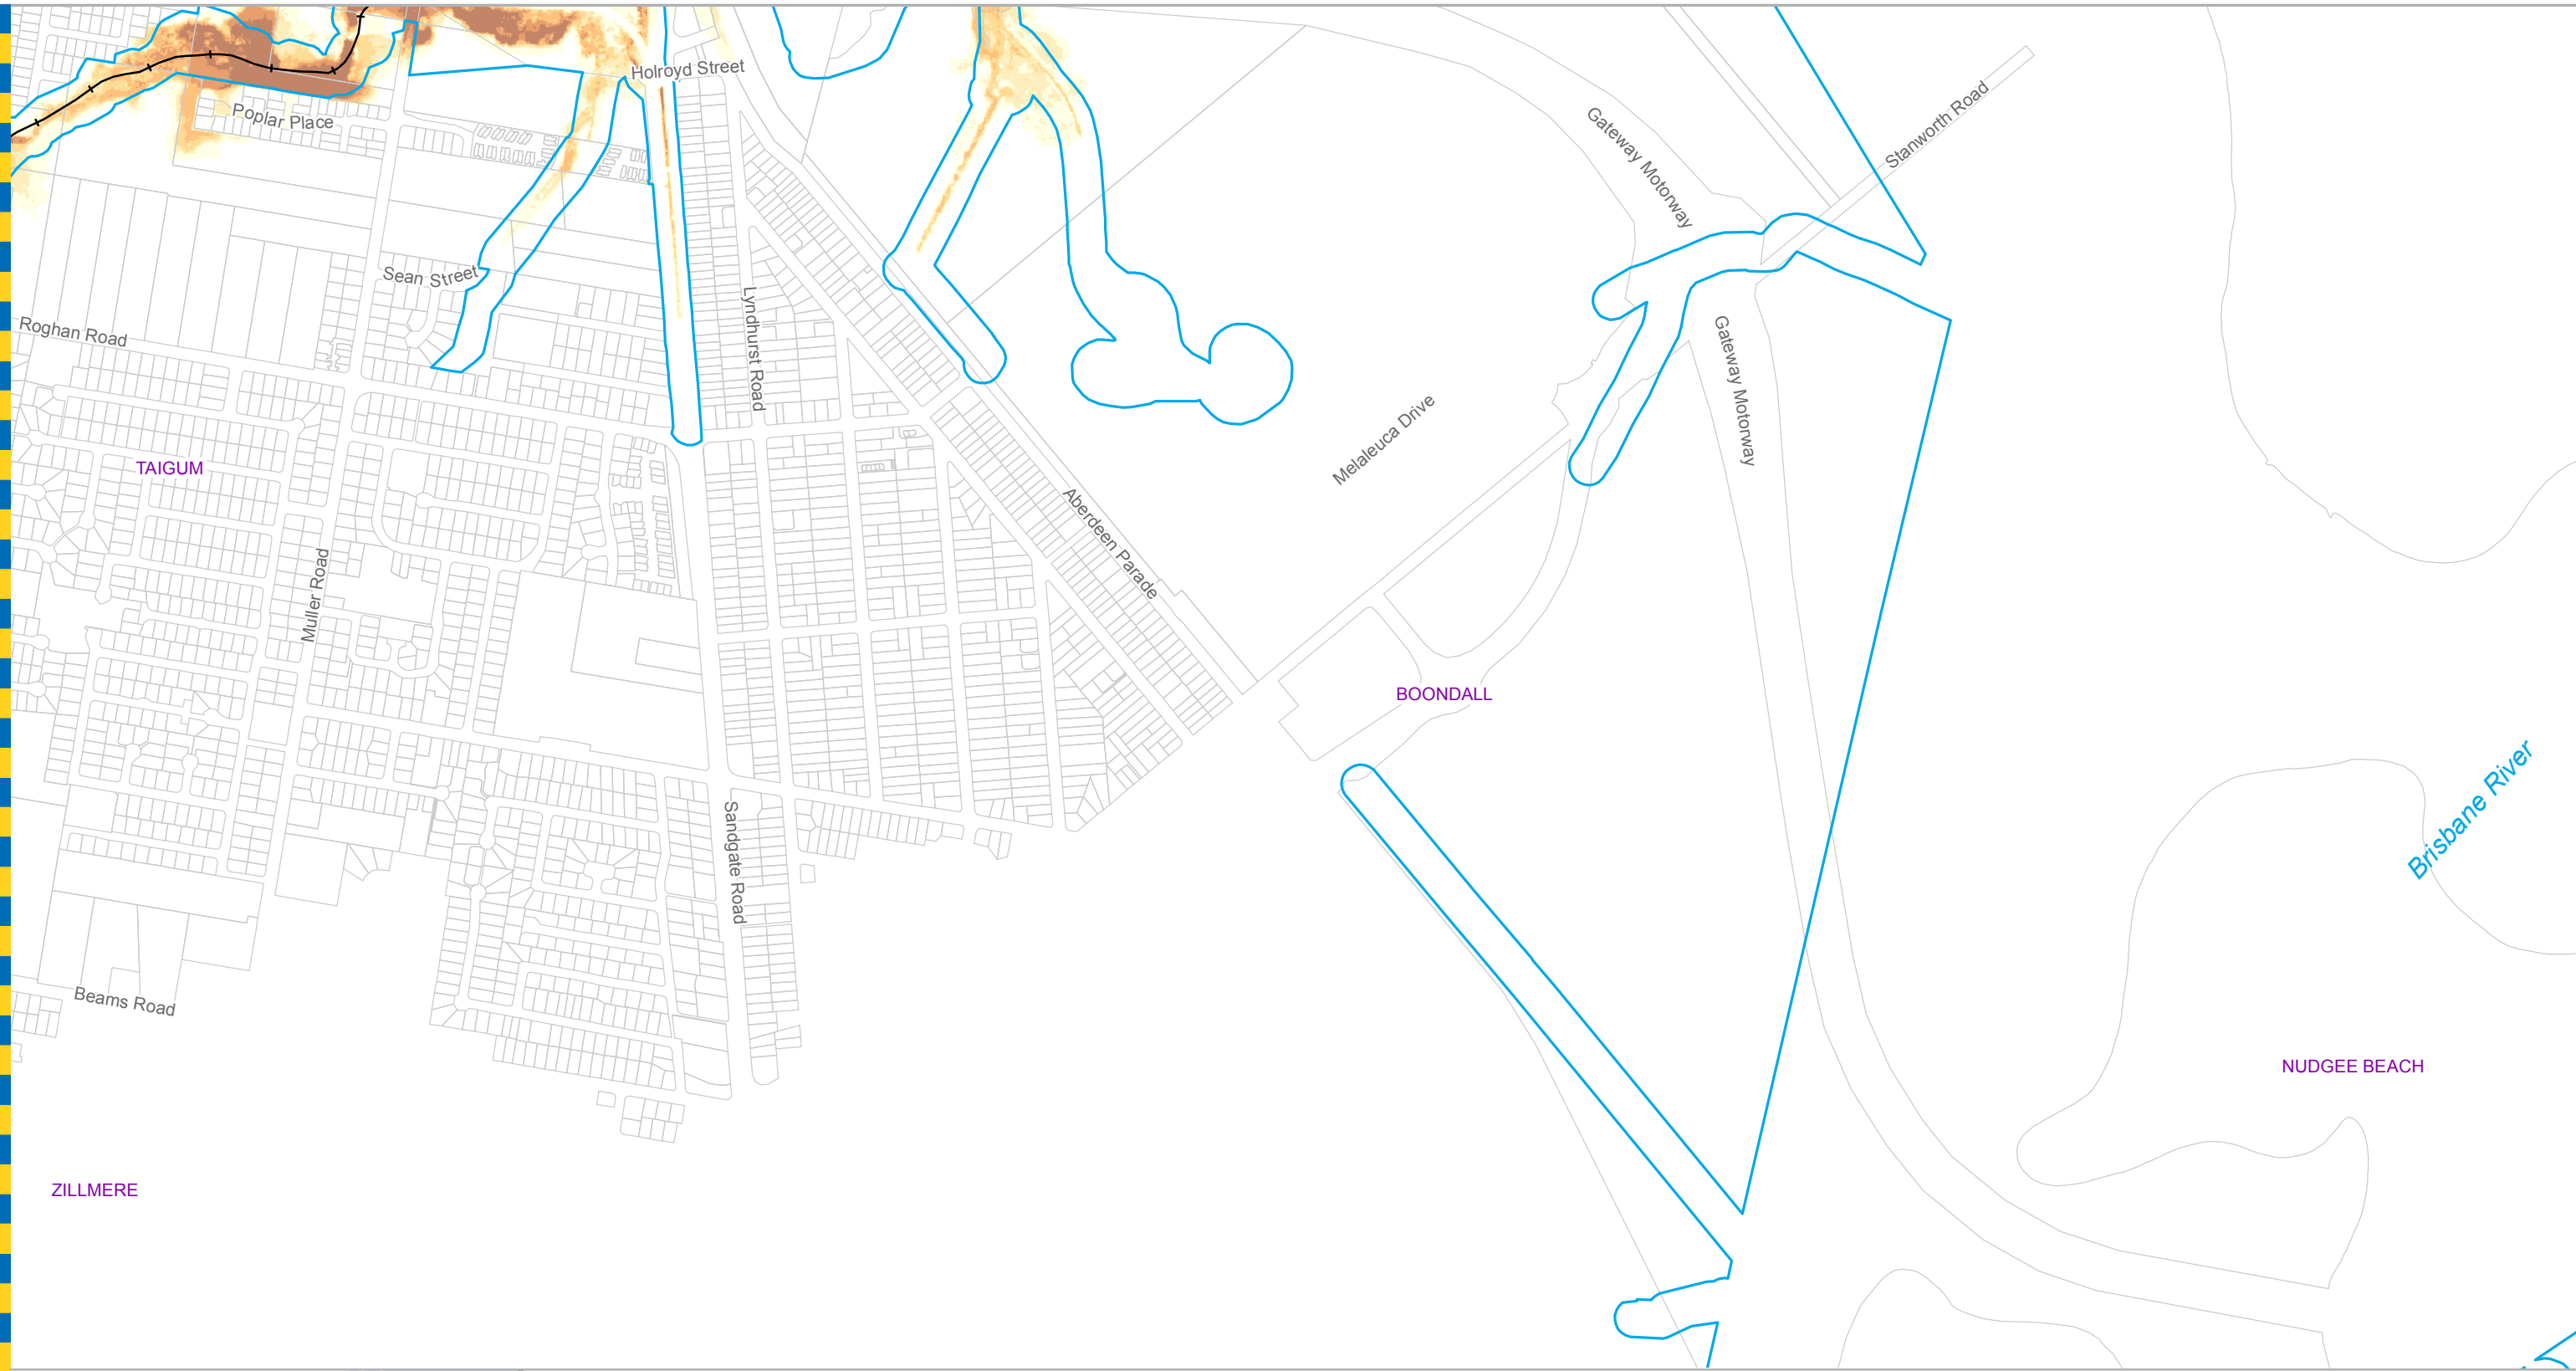 Holroyd Street
Poplar Place
Gateway Motorway
Stanworth Road
Sean Street
Roghan Road
Lyndhurst Road
Gateway Motorway
Melaleuca Drive
TAIGUM
Aberdeen Parade
Muller Road
BOONDALL
Brisbane River
Sandgate Road
Beams Road
NUDGEE BEACH
ZILLMERE